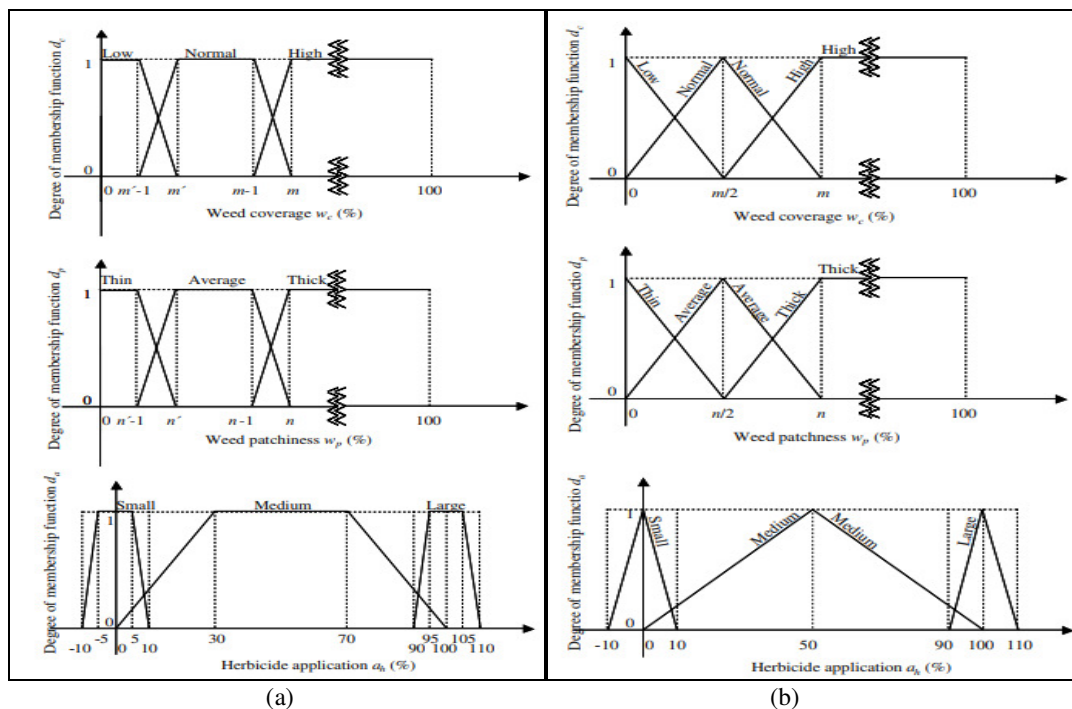 Degree of membership function d_c
Low Normal High
1
0
0 m´-1 m´ m-1 m 100
Weed coverage w_c (%)
Degree of membership function d_p
Thin Average Thick
1
0
0 n´-1 n´ n-1 n 100
Weed patchiness w_p (%)
Degree of membership function d_a
Small Medium Large
1
0
-10 -5 0 5 10 30 70 90 95 100 105 110
Herbicide application a_h (%)
(a)
Degree of membership function d_c
High
1
Low Normal Normal High
0
0 m/2 m 100
Weed coverage w_c (%)
Degree of membership functio d_p
Thick
1
Thin Average Average Thick
0
0 n/2 n 100
Weed patchness w_p (%)
Degree of membership functio d_a
1
Small Medium Medium Large
0
-10 0 10 50 90 100 110
Herbicide application a_h (%)
(b)